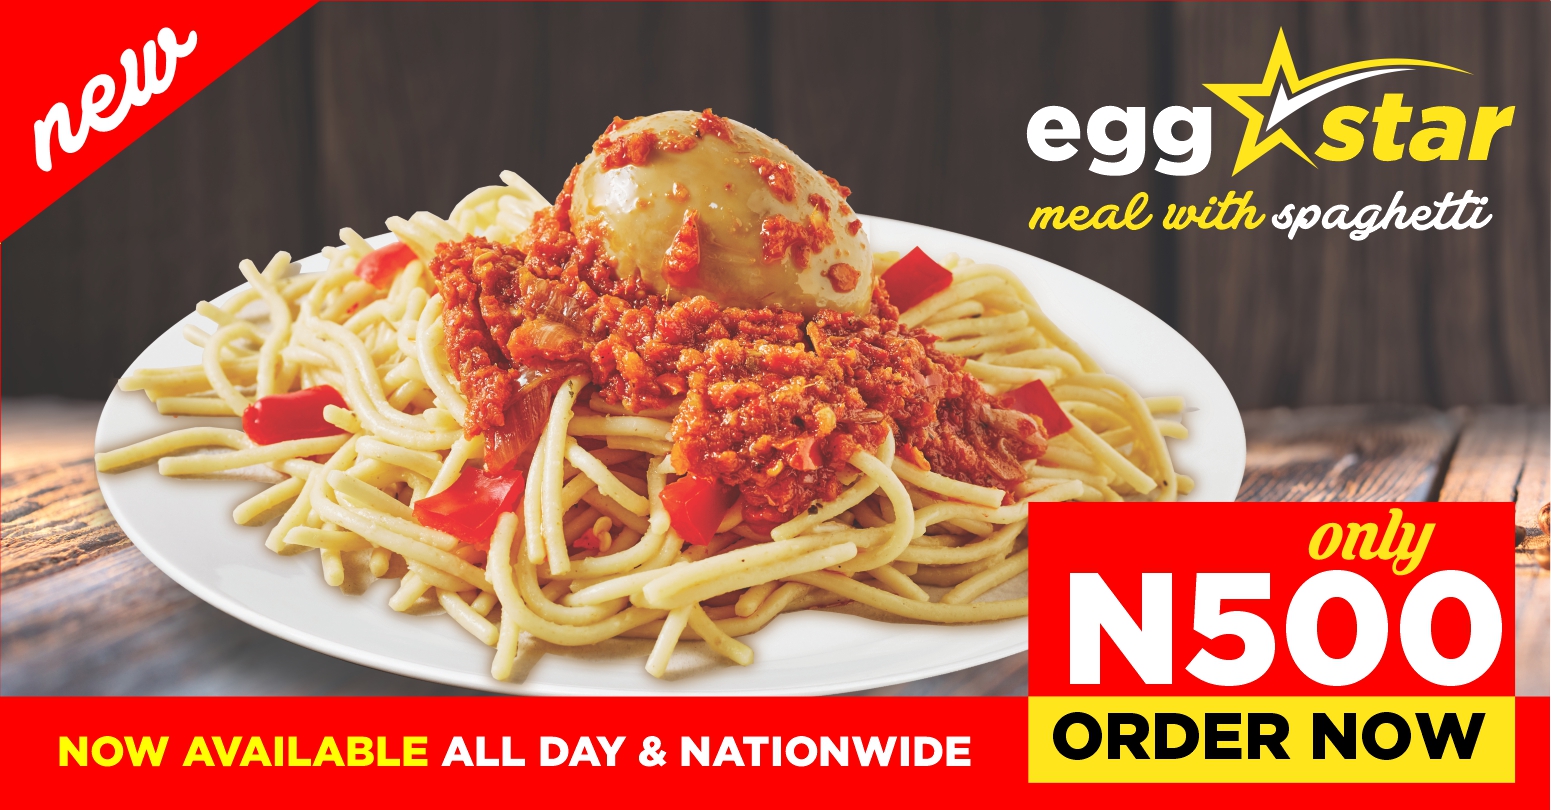 new
egg star
meal with spaghetti
only
N500
ORDER NOW
NOW AVAILABLE ALL DAY & NATIONWIDE